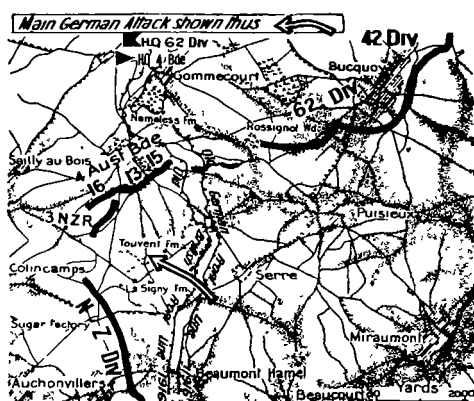 Main German Attack shown thus
H.Q 62 Div
H.Q 4 Bde
42 Div
Gommecourt
Bucquoy
62 Div
Nameless Fm.
Rossignol Wd.
Sailly au Bois
4 Aust Bde
16 13 15
3 NZR
Puisieux
Touvent Fm.
Colincamps
Serre
La Signy Fm.
Sugar factory
N-Z-Div
Miraumont
Auchonvillers
Beaumont Hamel
Beaucourt
Yards